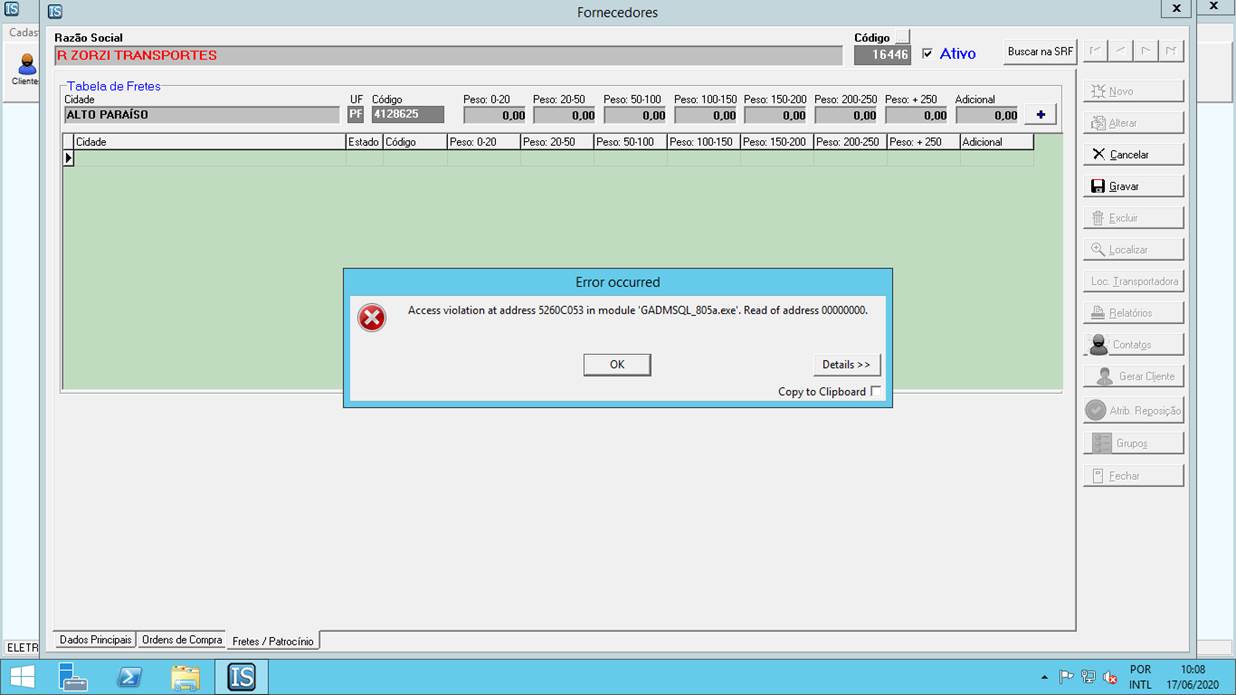 IS
IS
Fornecedores
x
x
Cadas
Cliente
Razão Social
Código
R ZORZI TRANSPORTES
16446
Ativo
Buscar na SRF
Tabela de Fretes
Cidade
UF
Código
Peso: 0-20
Peso: 20-50
Peso: 50-100
Peso: 100-150
Peso: 150-200
Peso: 200-250
Peso: + 250
Adicional
ALTO PARAÍSO
PF
4128625
0,00
0,00
0,00
0,00
0,00
0,00
0,00
0,00
+
Cidade
Estado
Código
Peso: 0-20
Peso: 20-50
Peso: 50-100
Peso: 100-150
Peso: 150-200
Peso: 200-250
Peso: + 250
Adicional
Novo
Alterar
Cancelar
Gravar
Excluir
Localizar
Loc. Transportadora
Relatórios
Contatos
Gerar Cliente
Atrib. Reposição
Grupos
Fechar
Error occurred
Access violation at address 5260C053 in module 'GADMSQL_805a.exe'. Read of address 00000000.
OK
Details >>
Copy to Clipboard
Dados Principais
Ordens de Compra
Fretes / Patrocínio
ELETR
IS
POR
INTL
10:08
17/06/2020